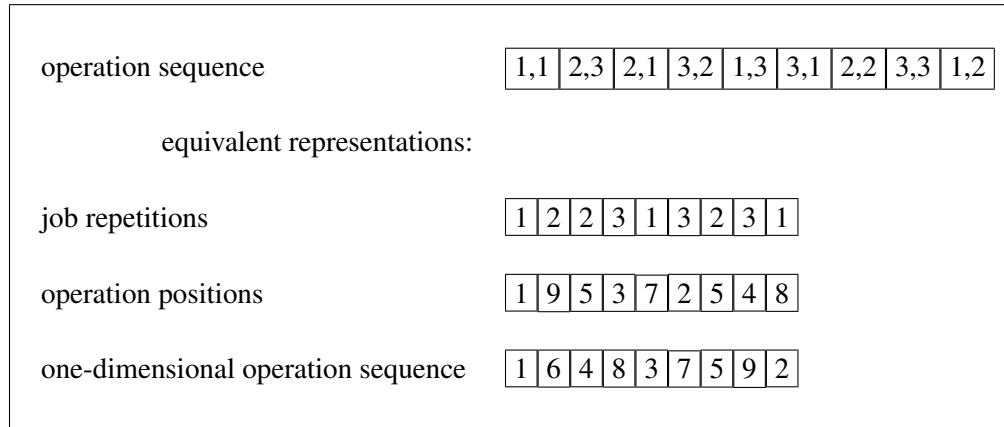 operation sequence 1,1 2,3 2,1 3,2 1,3 3,1 2,2 3,3 1,2
equivalent representations:
job repetitions 1 2 2 3 1 3 2 3 1
operation positions 1 9 5 3 7 2 5 4 8
one-dimensional operation sequence 1 6 4 8 3 7 5 9 2